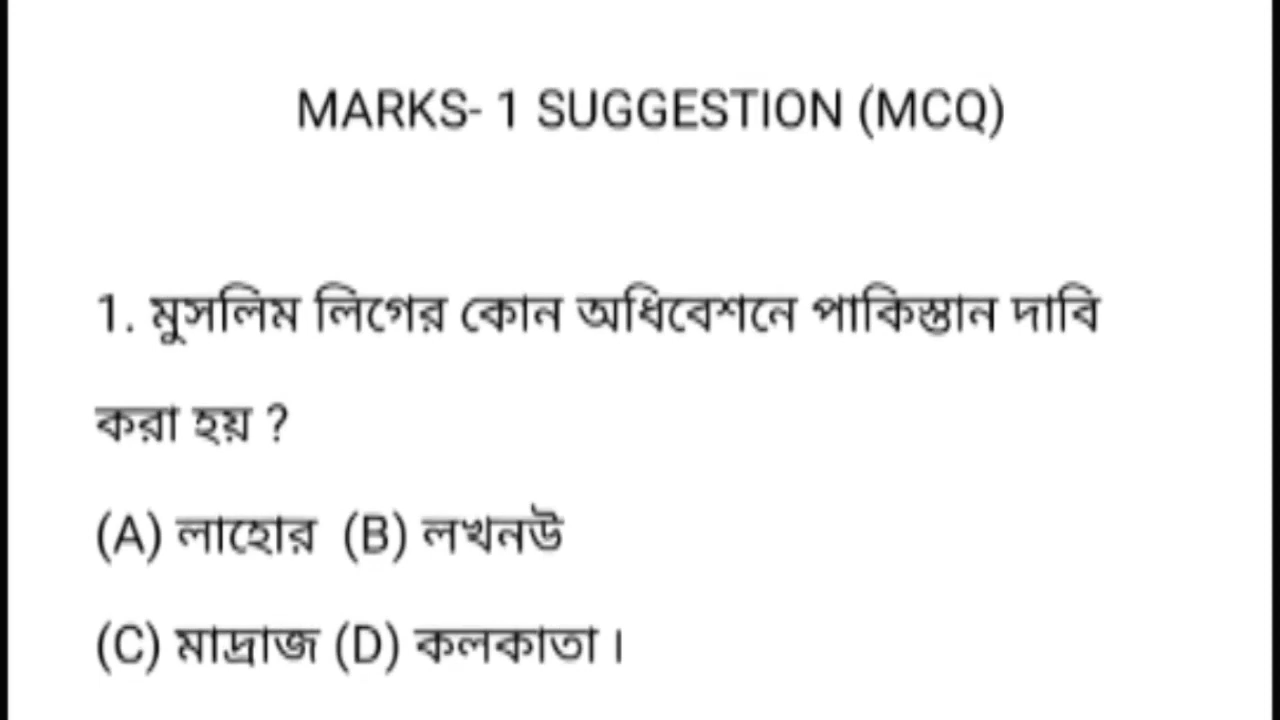 MARKS- 1 SUGGESTION (MCQ)
1. মুসলিম লিগের কোন অধিবেশনে পাকিস্তান দাবি
করা হয় ?
(A) লাহোর (B) লখনউ
(C) মাদ্রাজ (D) কলকাতা ।